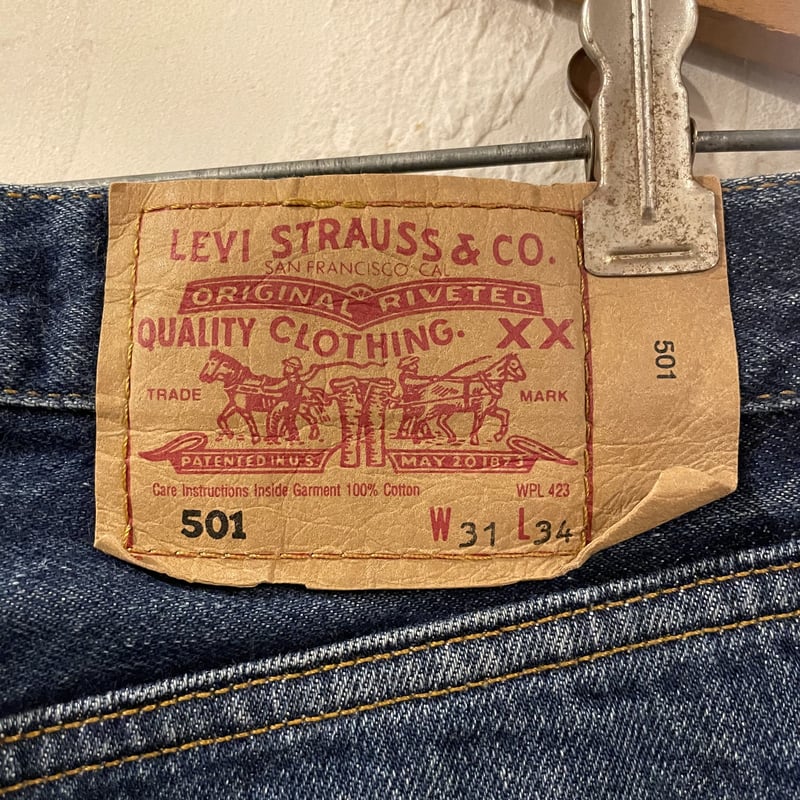 LEVI STRAUSS & CO.
SAN FRANCISCO, CAL
ORIGINAL RIVETED
QUALITY CLOTHING. XX
TRADE MARK
PATENTED IN U.S. MAY 20 1873
Care Instructions Inside Garment 100% Cotton WPL 423
501 W 31 L 34
501